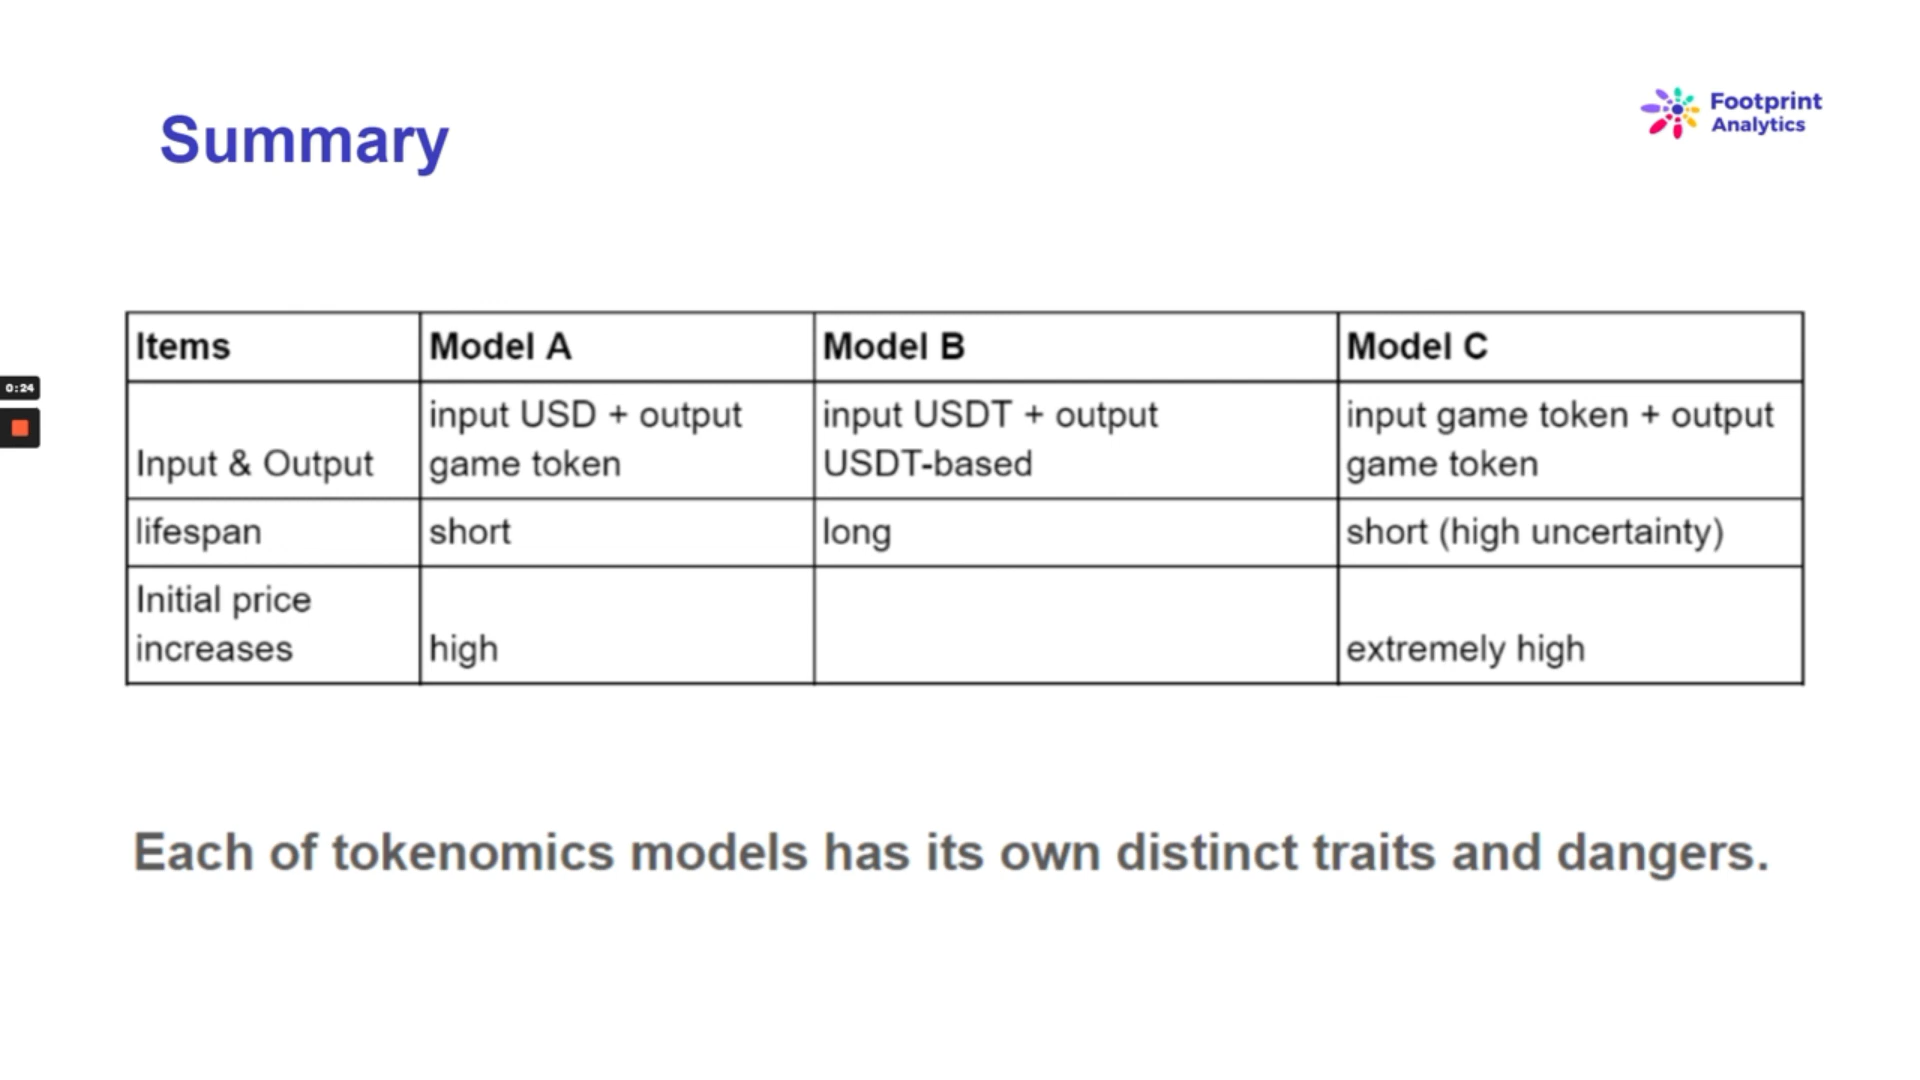 Summary
Footprint
Analytics
Items Model A Model B Model C
0:24
input USD + output input USDT + output input game token + output
Input & Output game token USDT-based game token
lifespan short long short (high uncertainty)
Initial price
increases high extremely high
Each of tokenomics models has its own distinct traits and dangers.